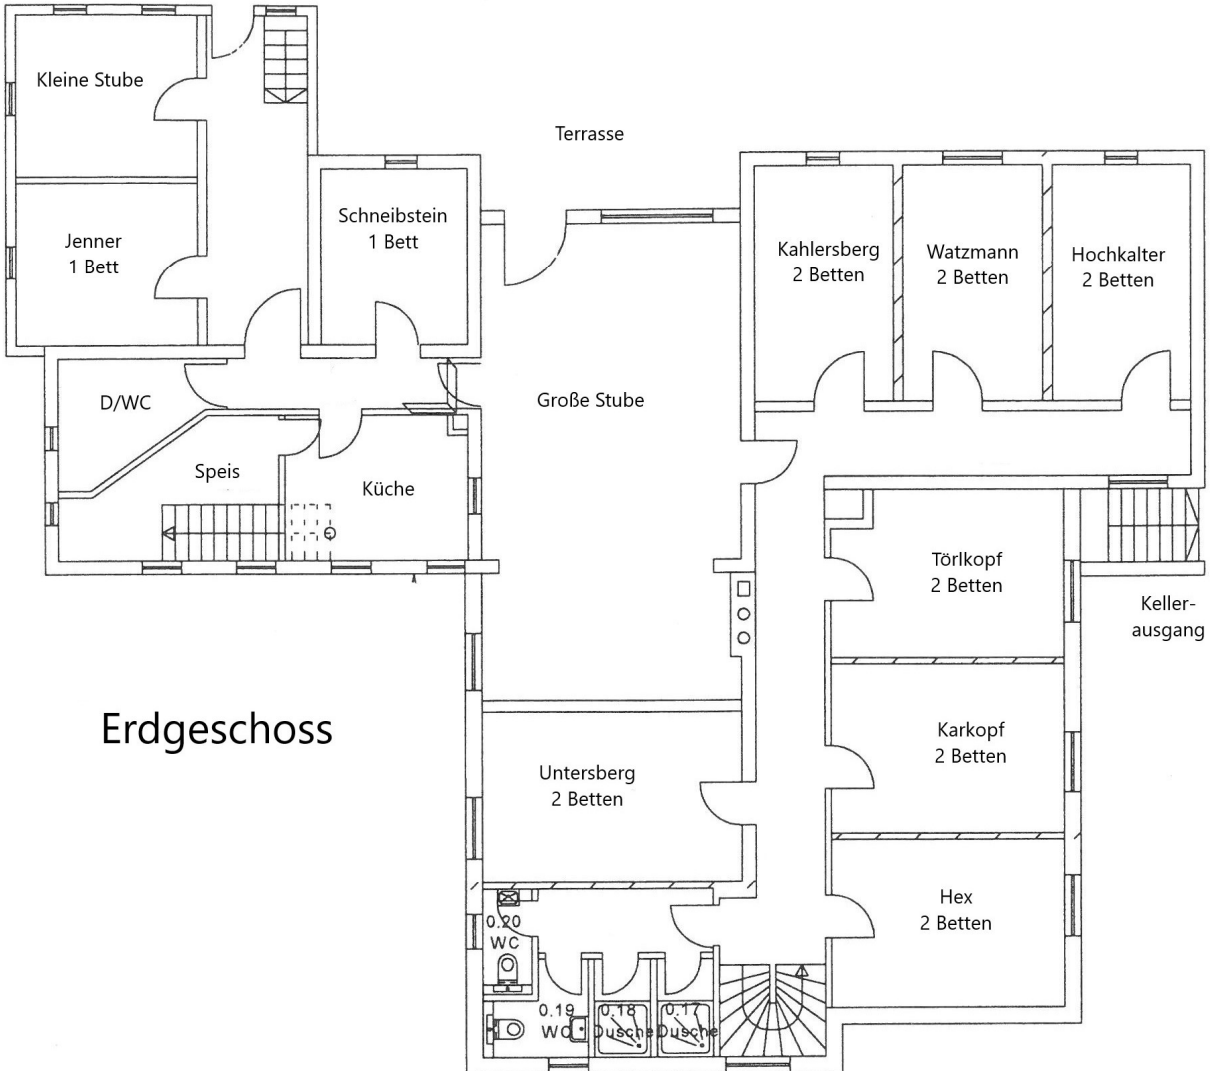 Kleine Stube
Terrasse
Schneibstein
1 Bett
Jenner
1 Bett
Kahlersberg
2 Betten
Watzmann
2 Betten
Hochkalter
2 Betten
D/WC
Große Stube
Speis
Küche
Törlkopf
2 Betten
Keller-
ausgang
Erdgeschoss
Karkopf
2 Betten
Untersberg
2 Betten
Hex
2 Betten
0.20
WC
0.19
WC
0.18
Dusche
0.17
Dusche